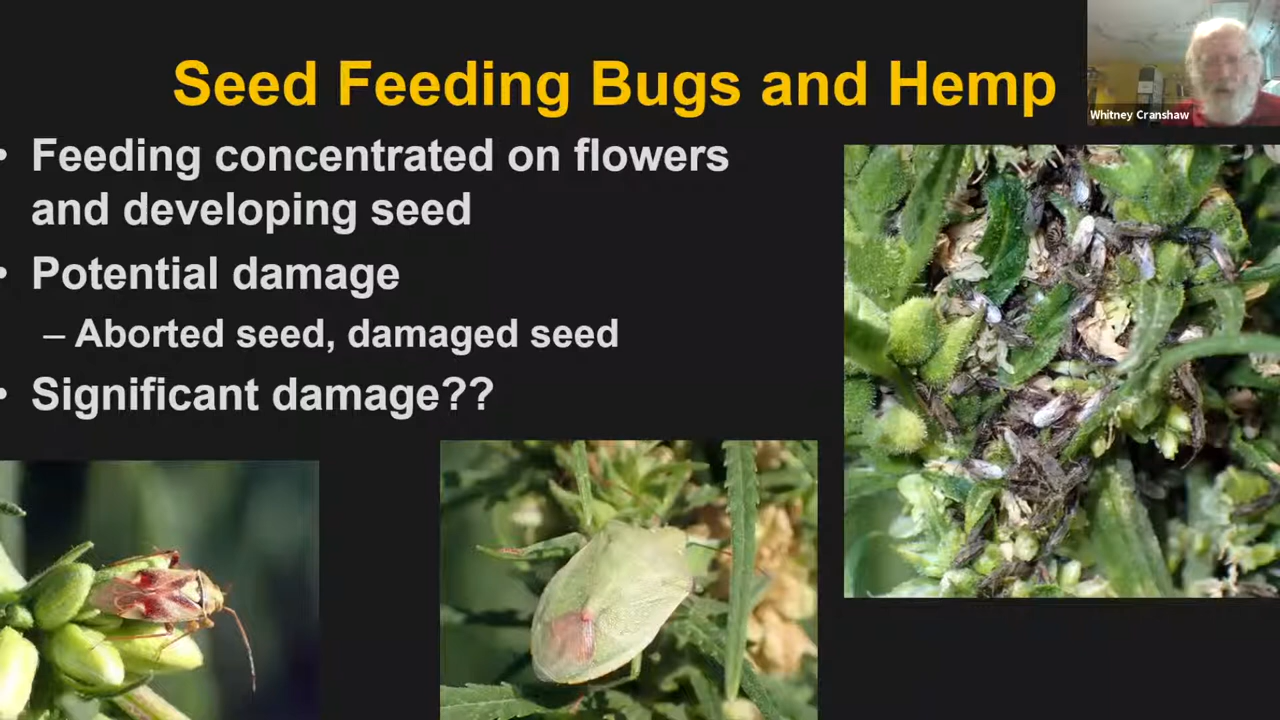 Seed Feeding Bugs and Hemp
Whitney Cranshaw
• Feeding concentrated on flowers
and developing seed
• Potential damage
– Aborted seed, damaged seed
• Significant damage??